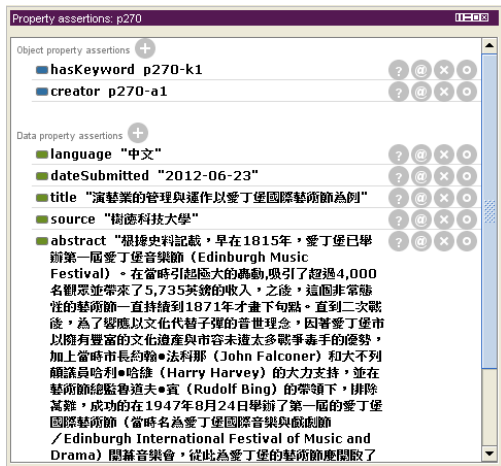 Property assertions: p270
Object property assertions
hasKeyword p270-k1
creator p270-a1
Data property assertions
language "中文"
dateSubmitted "2012-06-23"
title "演藝業的管理與運作以愛丁堡國際藝術節為例"
source "樹德科技大學"
abstract "根據史料記載，早在1815年，愛丁堡已舉
辦第一屆愛丁堡音樂節（Edinburgh Music
Festival）。在當時引起極大的轟動,吸引了超過4,000
名觀眾並帶來了5,735英鎊的收入，之後，這個非常態
性的藝術節一直持續到1871年才畫下句點。直到二次戰
後，為了響應以文化代替子彈的普世理念，因著愛丁堡市
以擁有豐富的文化遺產與市容未遭太多戰爭毒手的優勢，
加上當時市長約翰●法科那（John Falconer）和大不列
顛議員哈利●哈維（Harry Harvey）的大力支持，並在
藝術節總監魯道夫●賓（Rudolf Bing）的帶領下，排除
萬難，成功的在1947年8月24日舉辦了第一屆的愛丁堡
國際藝術節（當時名為愛丁堡國際音樂與戲劇節
／Edinburgh International Festival of Music and
Drama）開幕音樂會，從此為愛丁堡的藝術節慶開啟了